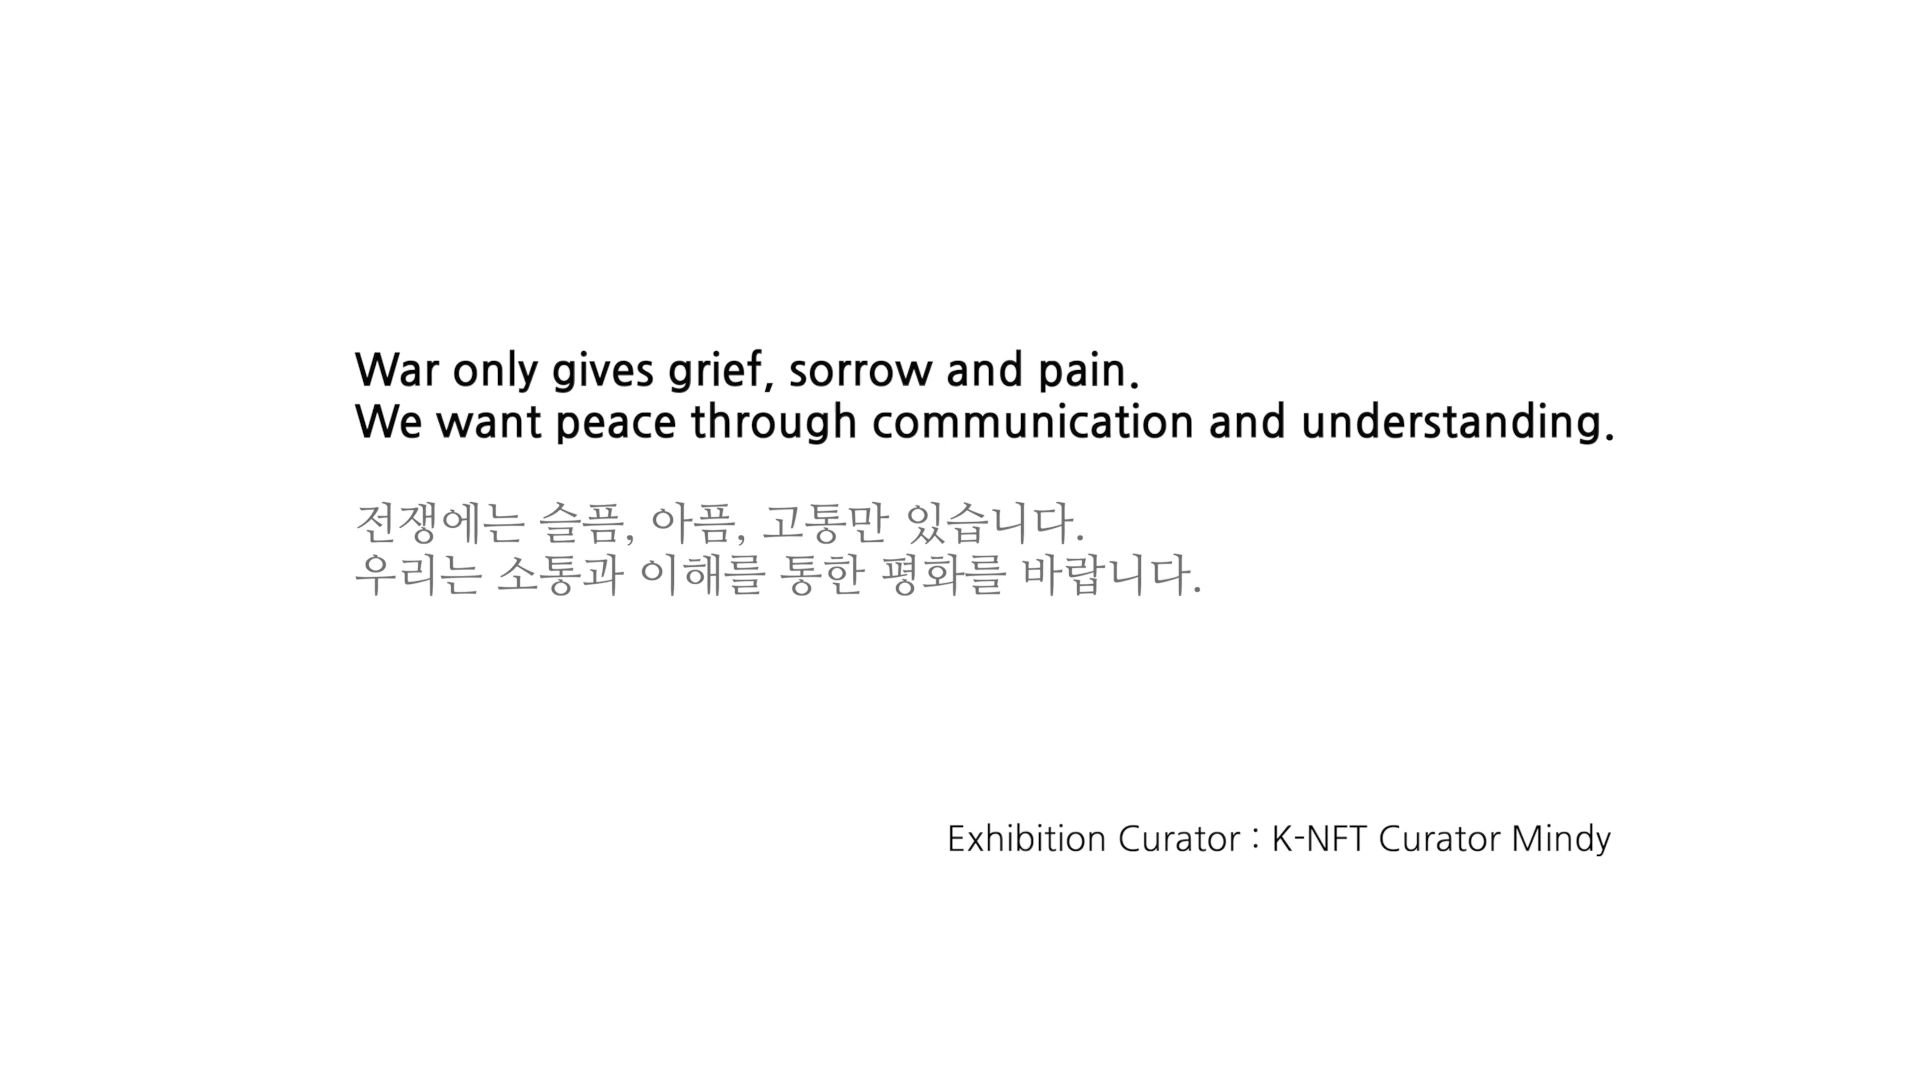 War only gives grief, sorrow and pain.
We want peace through communication and understanding.
전쟁에는 슬픔, 아픔, 고통만 있습니다.
우리는 소통과 이해를 통한 평화를 바랍니다.
Exhibition Curator : K-NFT Curator Mindy